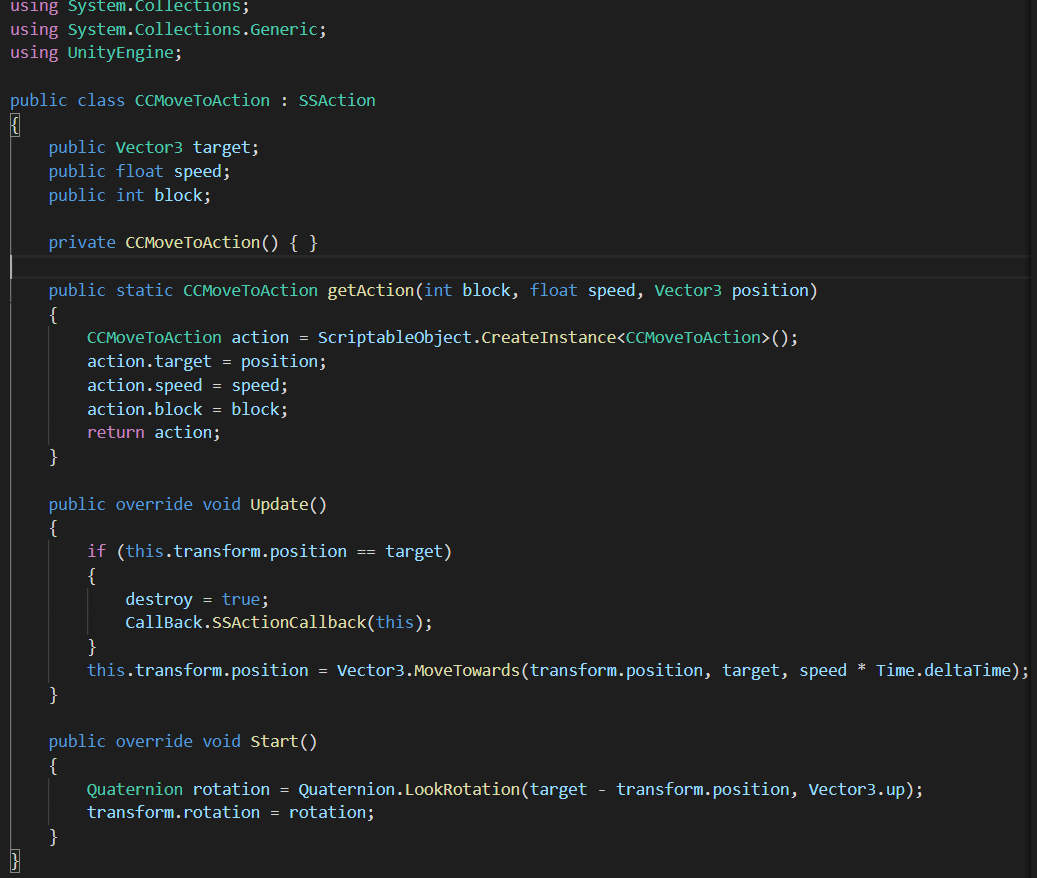 using System.Collections;
using System.Collections.Generic;
using UnityEngine;

public class CCMoveToAction : SSAction
{
    public Vector3 target;
    public float speed;
    public int block;

    private CCMoveToAction() { }

    public static CCMoveToAction getAction(int block, float speed, Vector3 position)
    {
        CCMoveToAction action = ScriptableObject.CreateInstance<CCMoveToAction>();
        action.target = position;
        action.speed = speed;
        action.block = block;
        return action;
    }

    public override void Update()
    {
        if (this.transform.position == target)
        {
            destroy = true;
            CallBack.SSActionCallback(this);
        }
        this.transform.position = Vector3.MoveTowards(transform.position, target, speed * Time.deltaTime);
    }

    public override void Start()
    {
        Quaternion rotation = Quaternion.LookRotation(target - transform.position, Vector3.up);
        transform.rotation = rotation;
    }
}